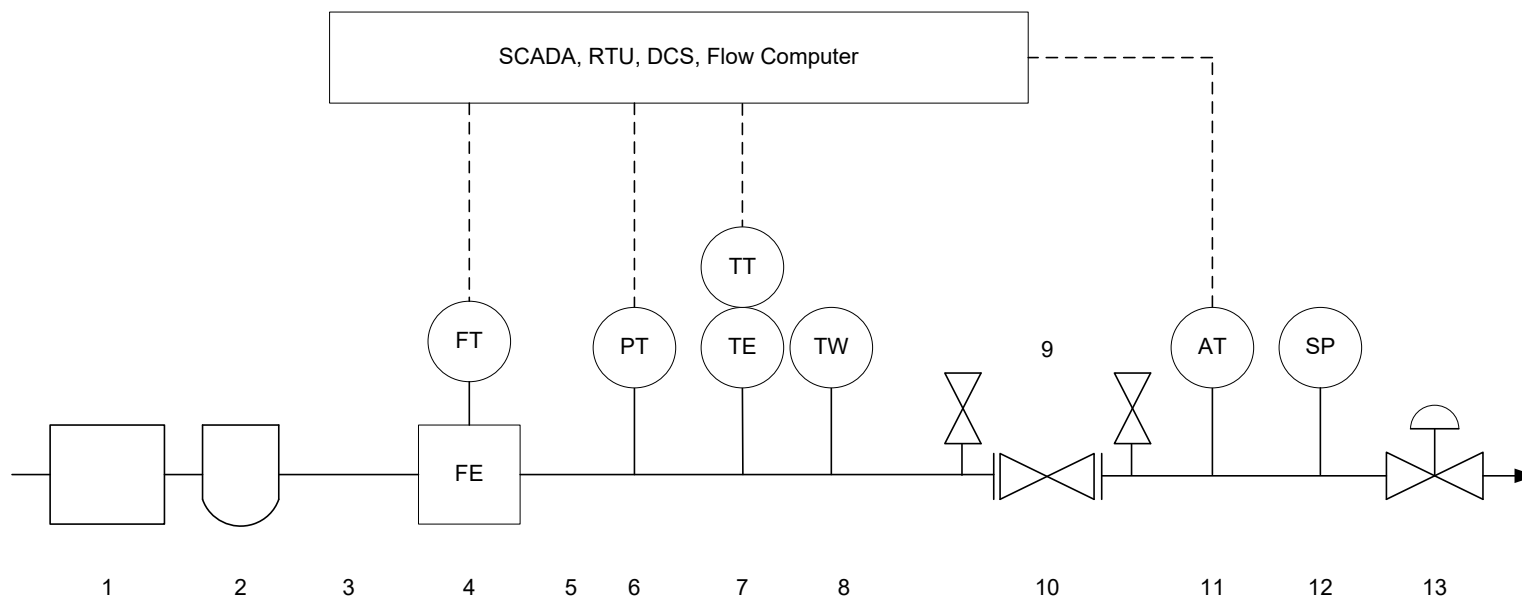 SCADA, RTU, DCS, Flow Computer
TT
FT
PT
TE
TW
9
AT
SP
FE
1
2
3
4
5
6
7
8
10
11
12
13